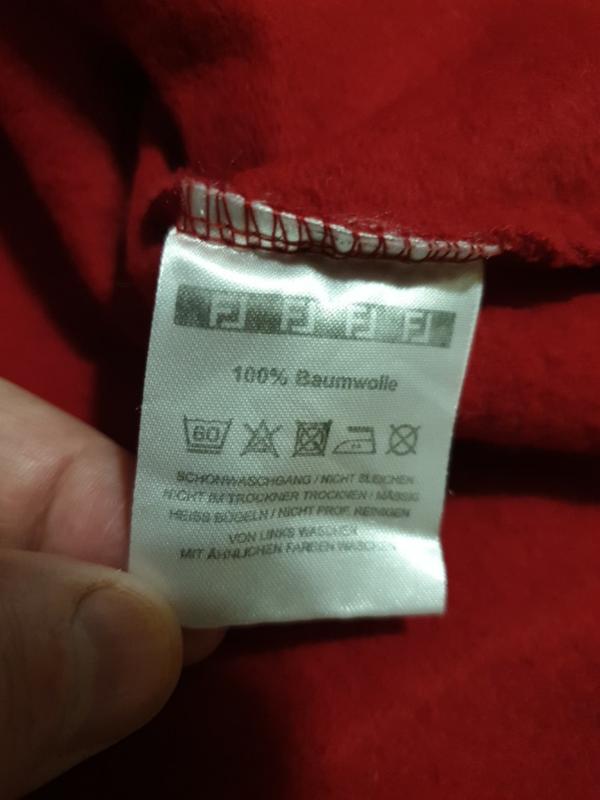 100% Baumwolle
60
SCHONWASCHGANG / NICHT BLEICHEN
NICHT IM TROCKNER TROCKNEN / MÄSSIG
HEISS BÜGELN / NICHT PROF. REINIGEN
VON LINKS WASCHEN
MIT ÄHNLICHEN FARBEN WASCHEN